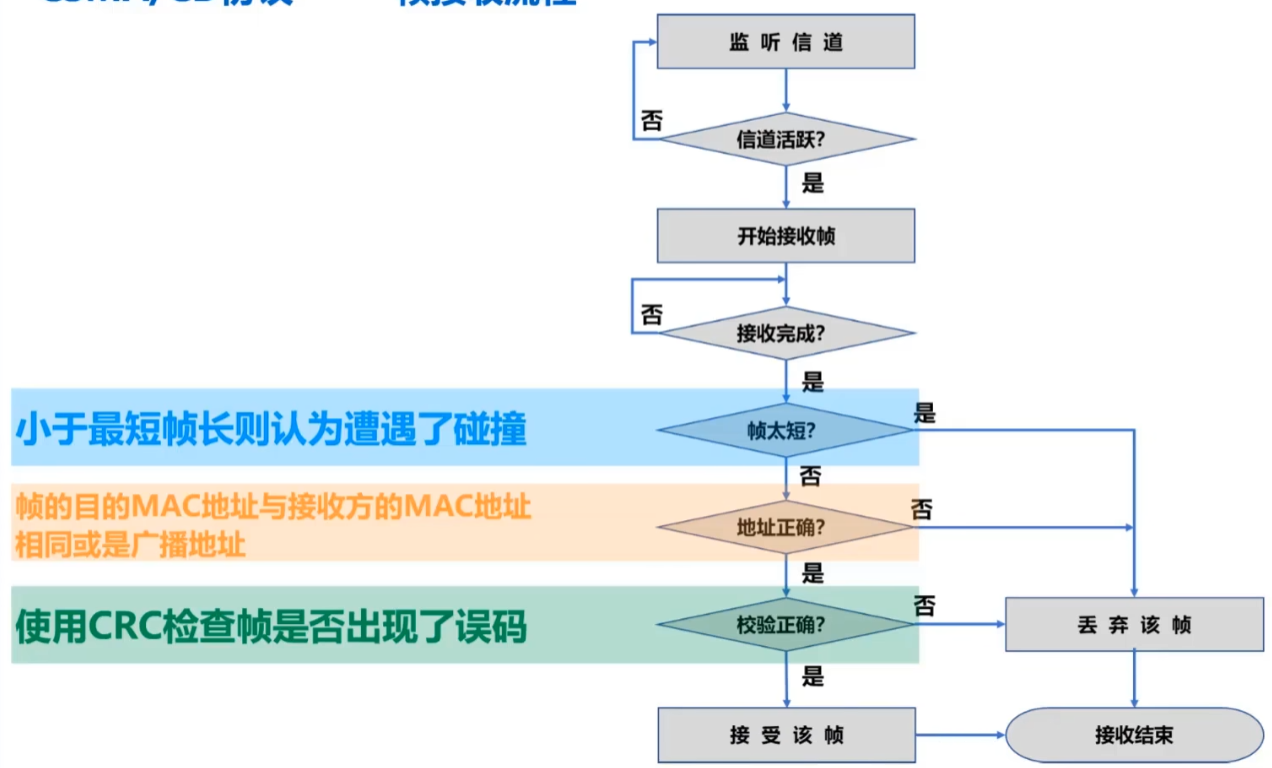 监 听 信 道
否
信道活跃?
是
开始接收帧
否
接收完成?
是
小于最短帧长则认为遭遇了碰撞
帧太短?
是
否
帧的目的MAC地址与接收方的MAC地址
相同或是广播地址
地址正确?
否
是
使用CRC检查帧是否出现了误码
校验正确?
否
丢 弃 该 帧
是
接 受 该 帧
接收结束